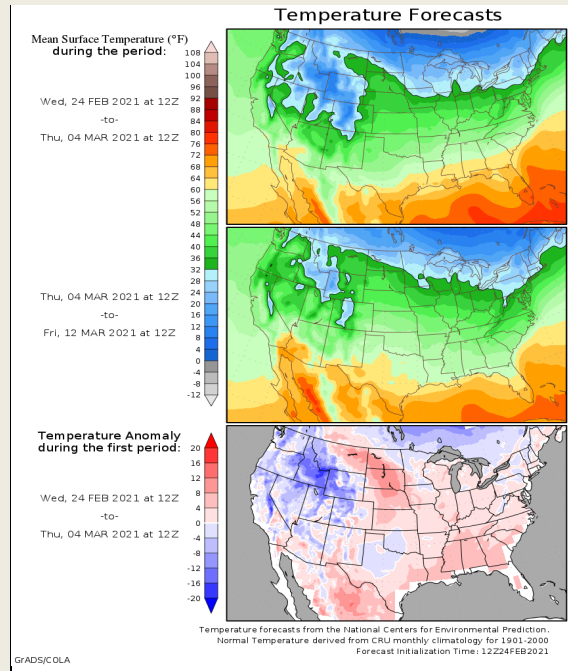 Temperature Forecasts
Mean Surface Temperature (°F)
during the period:
Wed, 24 FEB 2021 at 12Z
-to-
Thu, 04 MAR 2021 at 12Z
108
104
100
96
92
88
84
80
76
72
68
64
60
56
52
48
44
40
36
32
28
24
20
16
12
8
4
0
-4
-8
-12
Thu, 04 MAR 2021 at 12Z
-to-
Fri, 12 MAR 2021 at 12Z
Temperature Anomaly
during the first period:
Wed, 24 FEB 2021 at 12Z
-to-
Thu, 04 MAR 2021 at 12Z
20
16
12
8
4
0
-4
-8
-12
-16
-20
Temperature forecasts from the National Centers for Environmental Prediction.
Normal Temperature derived from CRU monthly climatology for 1901-2000
Forecast Initialization Time: 12Z24FEB2021
GrADS/COLA